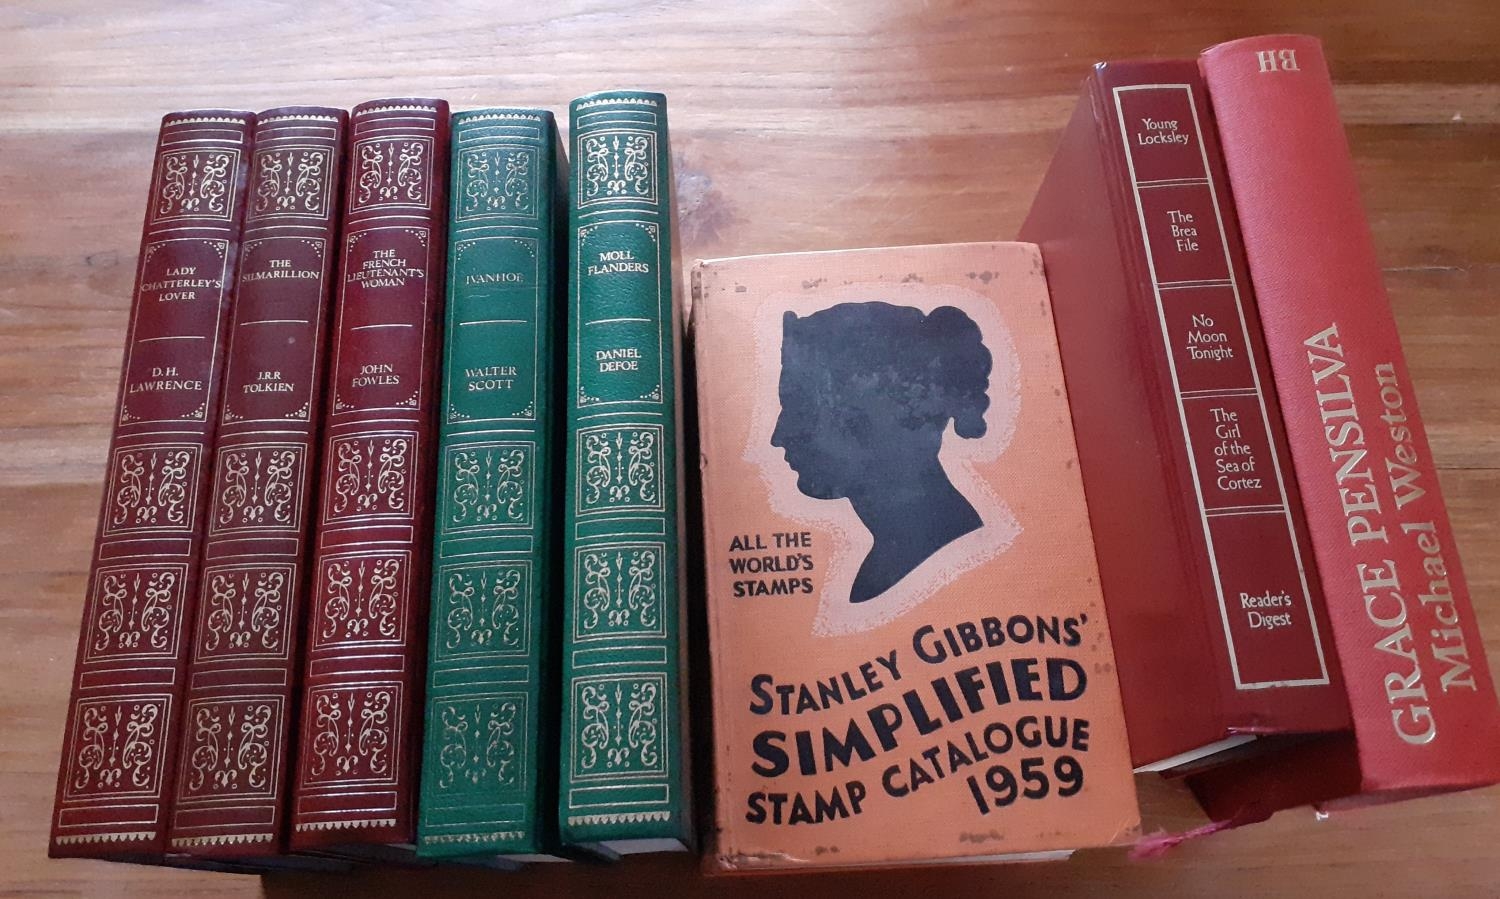 LADY
CHATTERLEY'S
LOVER
D.H.
LAWRENCE
THE
SILMARILLION
J.R.R
TOLKIEN
THE
FRENCH
LIEUTENANT'S
WOMAN
JOHN
FOWLES
IVANHOE
WALTER
SCOTT
MOLL
FLANDERS
DANIEL
DEFOE
ALL THE
WORLD'S
STAMPS
STANLEY GIBBONS'
SIMPLIFIED
STAMP CATALOGUE
1959
Young
Locksley
The
Brea
File
No
Moon
Tonight
The
Girl
of the
Sea of
Cortez
Reader's
Digest
BH
GRACE PENSILVA
Michael Weston